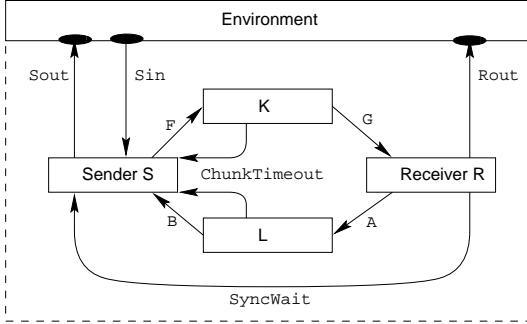 Environment
Sout
Sin
Rout
K
F
G
Sender S
ChunkTimeout
Receiver R
B
L
A
SyncWait